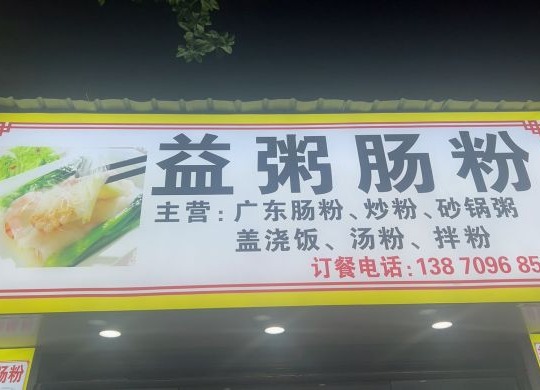 益粥肠粉
主营:广东肠粉、炒粉、砂锅粥
盖浇饭、汤粉、拌粉
订餐电话:138 7096 85
肠粉